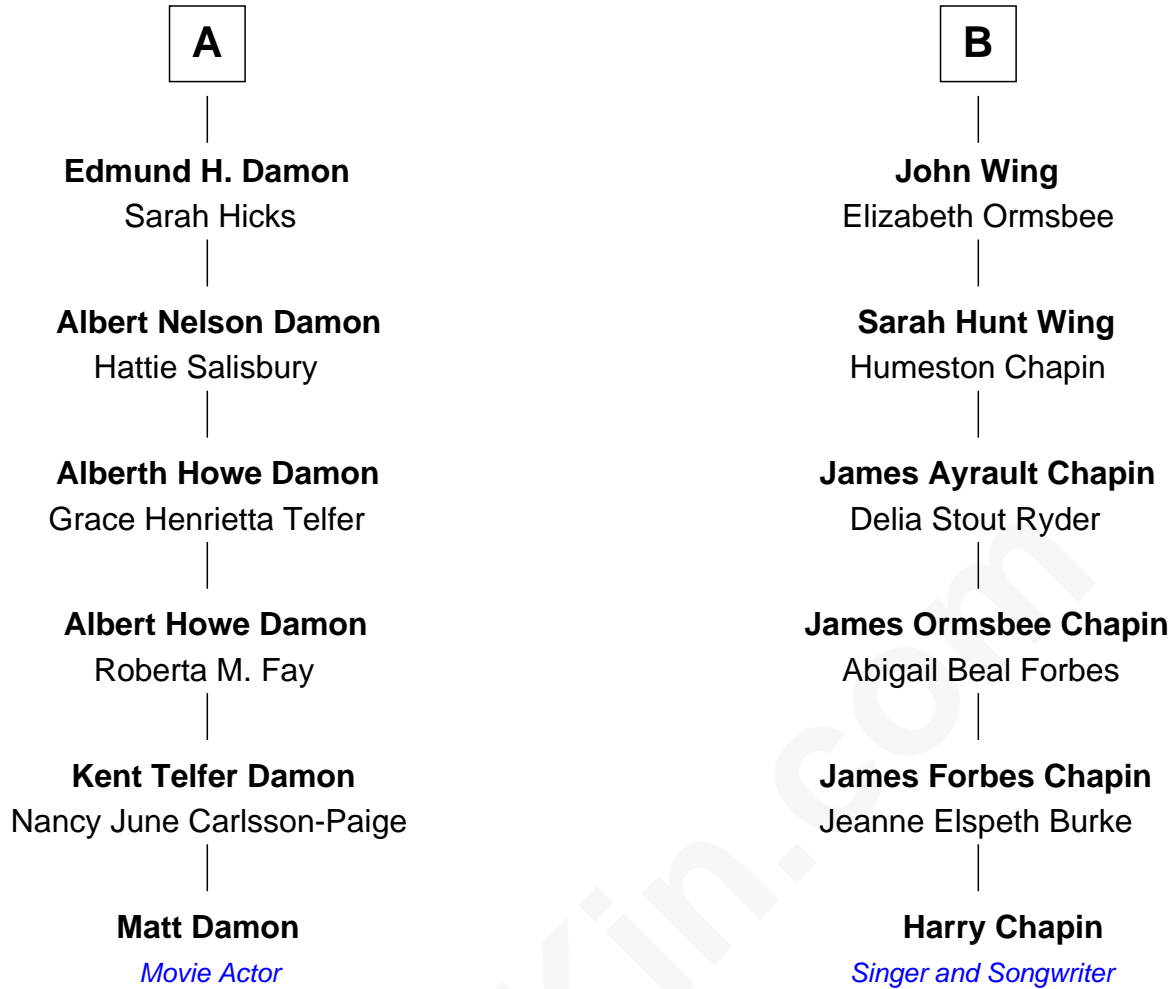 A
B
Edmund H. Damon
Sarah Hicks
John Wing
Elizabeth Ormsbee
Albert Nelson Damon
Hattie Salisbury
Sarah Hunt Wing
Humeston Chapin
Alberth Howe Damon
Grace Henrietta Telfer
James Ayrault Chapin
Delia Stout Ryder
Albert Howe Damon
Roberta M. Fay
James Ormsbee Chapin
Abigail Beal Forbes
Kent Telfer Damon
Nancy June Carlsson-Paige
James Forbes Chapin
Jeanne Elspeth Burke
Matt Damon
Movie Actor
Harry Chapin
Singer and Songwriter
Kin.com